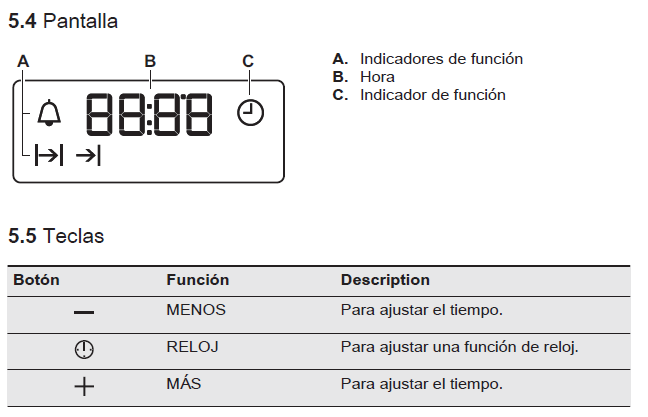 5.4 Pantalla
A B C
88:88
A. Indicadores de función
B. Hora
C. Indicador de función
5.5 Teclas
Botón Función Description
MENOS Para ajustar el tiempo.
RELOJ Para ajustar una función de reloj.
MÁS Para ajustar el tiempo.